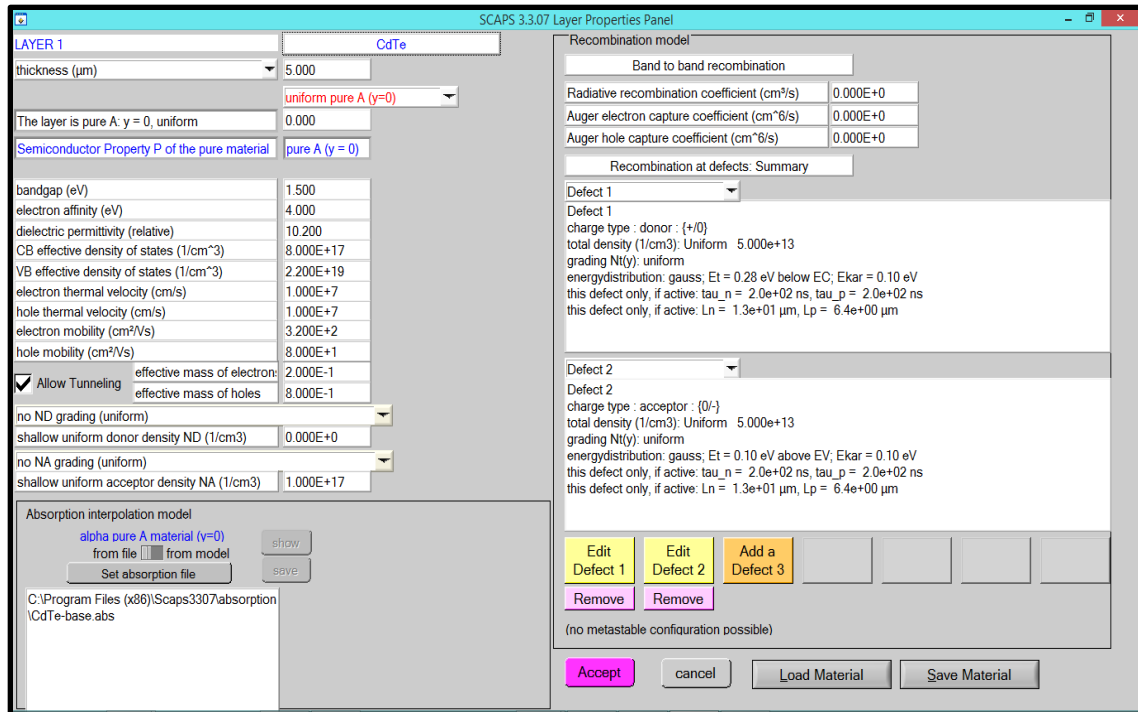 SCAPS 3.3.07 Layer Properties Panel
LAYER 1
CdTe
thickness (µm)
5.000
uniform pure A (y=0)
The layer is pure A: y = 0, uniform
0.000
Semiconductor Property P of the pure material
pure A (y = 0)
bandgap (eV)
1.500
electron affinity (eV)
4.000
dielectric permittivity (relative)
10.200
CB effective density of states (1/cm^3)
8.000E+17
VB effective density of states (1/cm^3)
2.200E+19
electron thermal velocity (cm/s)
1.000E+7
hole thermal velocity (cm/s)
1.000E+7
electron mobility (cm²/Vs)
3.200E+2
hole mobility (cm²/Vs)
8.000E+1
Allow Tunneling
effective mass of electron:
2.000E-1
effective mass of holes
8.000E-1
no ND grading (uniform)
shallow uniform donor density ND (1/cm3)
0.000E+0
no NA grading (uniform)
shallow uniform acceptor density NA (1/cm3)
1.000E+17
Absorption interpolation model
alpha pure A material (y=0)
from file
from model
show
Set absorption file
save
C:\Program Files (x86)\Scaps3307\absorption
\CdTe-base.abs
Recombination model
Band to band recombination
Radiative recombination coefficient (cm³/s)
0.000E+0
Auger electron capture coefficient (cm^6/s)
0.000E+0
Auger hole capture coefficient (cm^6/s)
0.000E+0
Recombination at defects: Summary
Defect 1
Defect 1
charge type : donor : {+/0}
total density (1/cm3): Uniform 5.000e+13
grading Nt(y): uniform
energydistribution: gauss; Et = 0.28 eV below EC; Ekar = 0.10 eV
this defect only, if active: tau_n = 2.0e+02 ns, tau_p = 2.0e+02 ns
this defect only, if active: Ln = 1.3e+01 µm, Lp = 6.4e+00 µm
Defect 2
Defect 2
charge type : acceptor : {0/-}
total density (1/cm3): Uniform 5.000e+13
grading Nt(y): uniform
energydistribution: gauss; Et = 0.10 eV above EV; Ekar = 0.10 eV
this defect only, if active: tau_n = 2.0e+02 ns, tau_p = 2.0e+02 ns
this defect only, if active: Ln = 1.3e+01 µm, Lp = 6.4e+00 µm
Edit
Defect 1
Edit
Defect 2
Add a
Defect 3
Remove
Remove
(no metastable configuration possible)
Accept
cancel
Load Material
Save Material